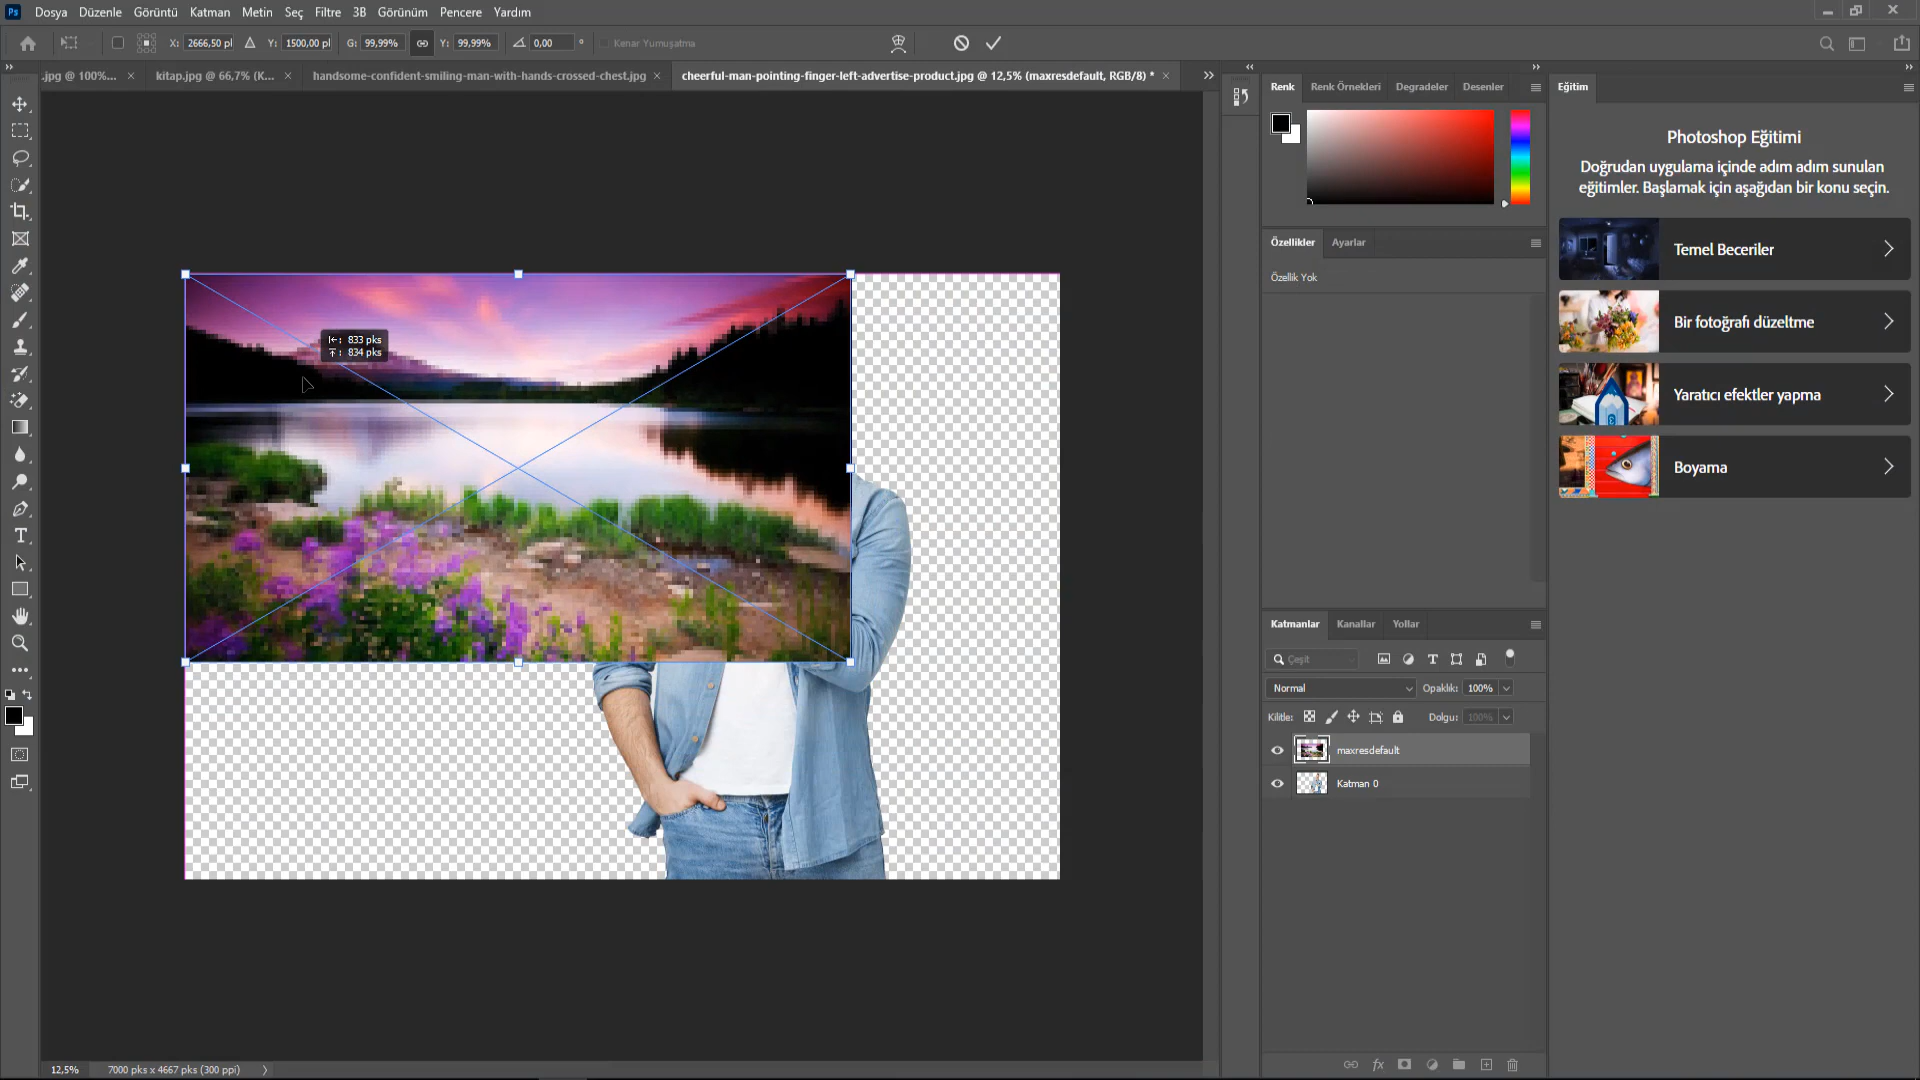 Ps Dosya Düzenle Görüntü Katman Metin Seç Filtre 3B Görünüm Pencere Yardım
X: 2666,50 pl Y: 1500,00 pl G: 99,99% Y: 99,99% 0,00 ° Kenar Yumuşatma
.jpg @ 100%... × kitap.jpg @ 66,7% (K... × handsome-confident-smiling-man-with-hands-crossed-chest.jpg × cheerful-man-pointing-finger-left-advertise-product.jpg @ 12,5% (maxresdefault, RGB/8) * ×
Renk Renk Örnekleri Degradeler Desenler
Eğitim
Photoshop Eğitimi
Doğrudan uygulama içinde adım adım sunulan
eğitimler. Başlamak için aşağıdan bir konu seçin.
Temel Beceriler
Bir fotoğrafı düzeltme
Yaratıcı efektler yapma
Boyama
Özellikler Ayarlar
Özellik Yok
: 833 pks
: 834 pks
Katmanlar Kanallar Yollar
Çeşit
Normal Opaklık: 100%
Kilitle: Dolgu: 100%
maxresdefault
Katman 0
fx
12,5% 7000 pks x 4667 pks (300 ppi)